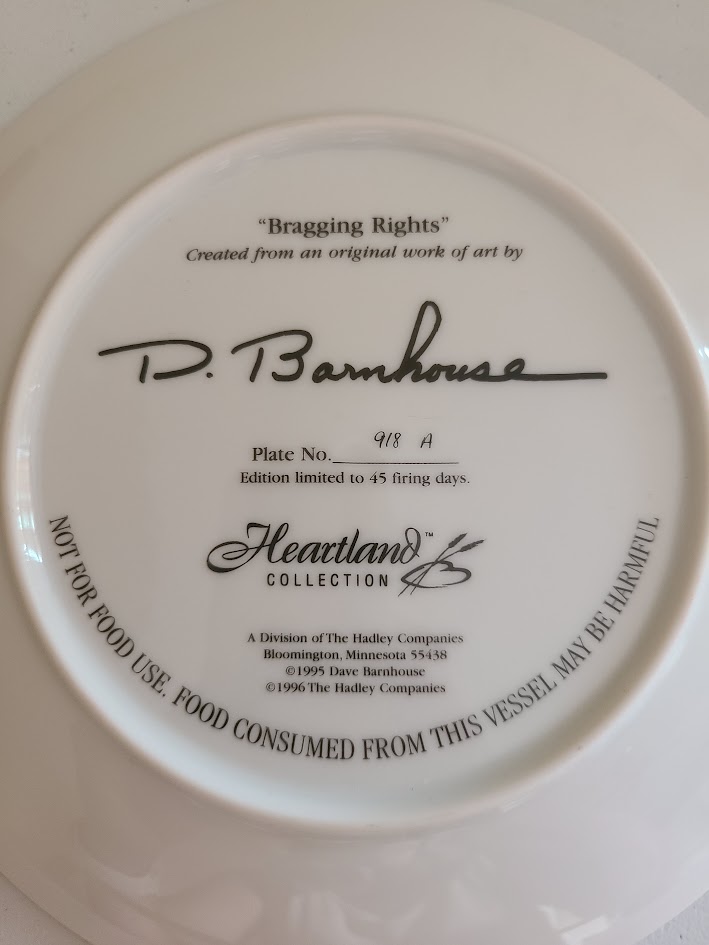 "Bragging Rights"
Created from an original work of art by
D. Barnhouse
Plate No. 918 A
Edition limited to 45 firing days.
Heartland™
COLLECTION
A Division of The Hadley Companies
Bloomington, Minnesota 55438
©1995 Dave Barnhouse
©1996 The Hadley Companies
NOT FOR FOOD USE. FOOD CONSUMED FROM THIS VESSEL MAY BE HARMFUL